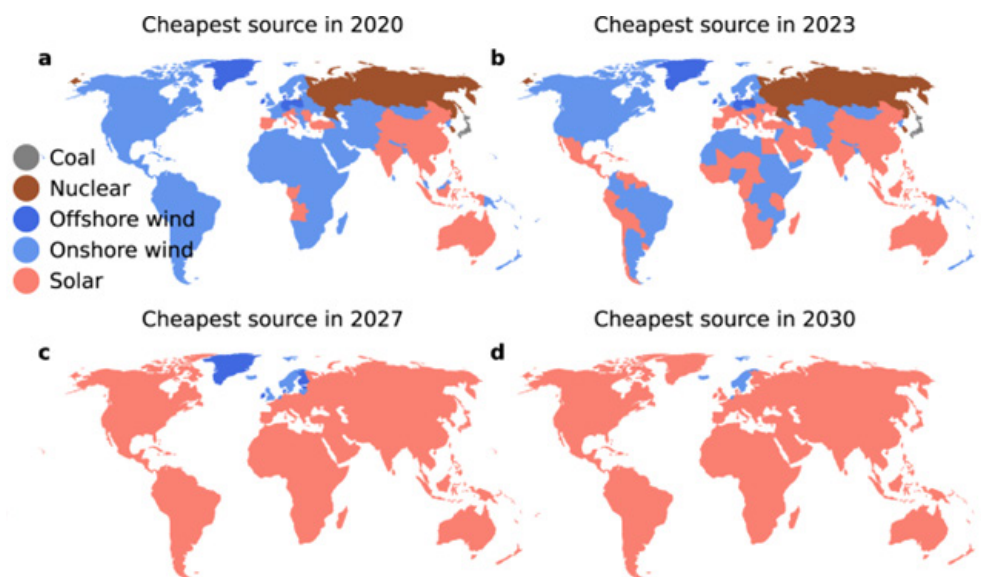 Cheapest source in 2020
Cheapest source in 2023
a
b
Coal
Nuclear
Offshore wind
Onshore wind
Solar
Cheapest source in 2027
Cheapest source in 2030
c
d